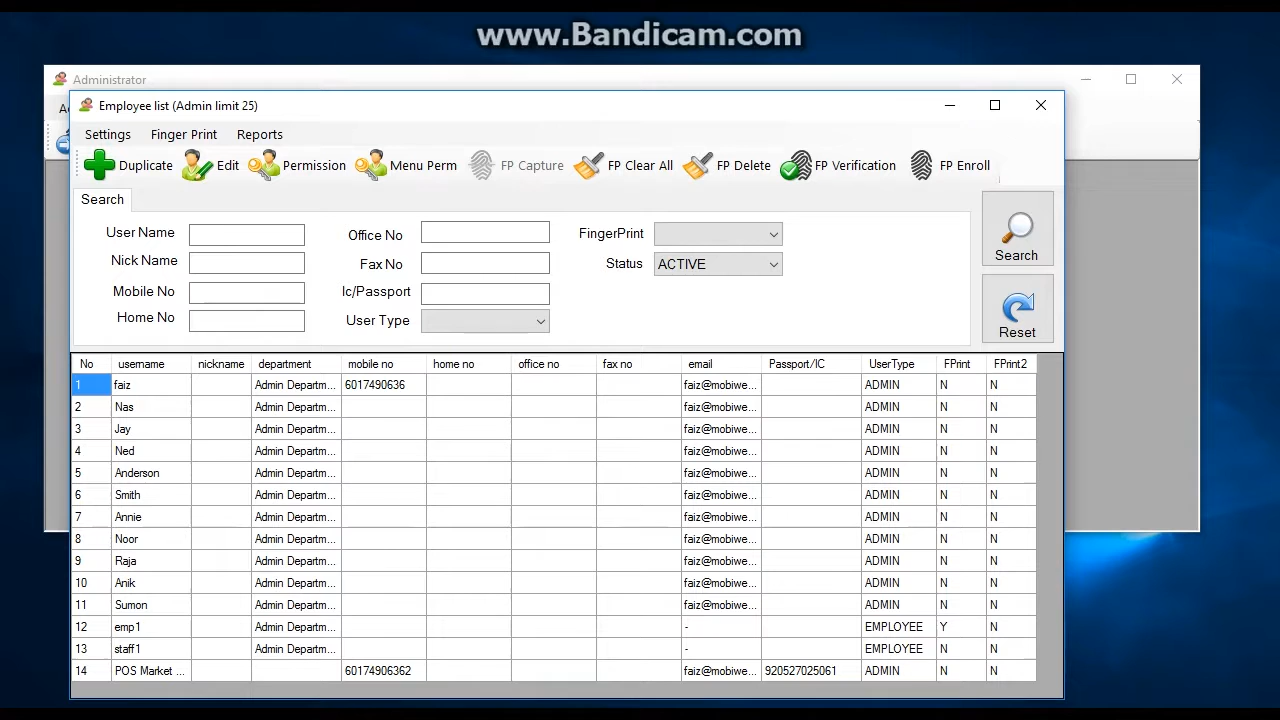 www.Bandicam.com
Administrator
Employee list (Admin limit 25)
Settings Finger Print Reports
Duplicate Edit Permission Menu Perm FP Capture FP Clear All FP Delete FP Verification FP Enroll
Search
User Name Office No FingerPrint
Nick Name Fax No Status ACTIVE
Mobile No Ic/Passport
Home No User Type
Search
Reset
No username nickname department mobile no home no office no fax no email Passport/IC UserType FPrint FPrint2
1 faiz Admin Departm... 6017490636 faiz@mobiwe... ADMIN N N
2 Nas Admin Departm... faiz@mobiwe... ADMIN N N
3 Jay Admin Departm... faiz@mobiwe... ADMIN N N
4 Ned Admin Departm... faiz@mobiwe... ADMIN N N
5 Anderson Admin Departm... faiz@mobiwe... ADMIN N N
6 Smith Admin Departm... faiz@mobiwe... ADMIN N N
7 Annie Admin Departm... faiz@mobiwe... ADMIN N N
8 Noor Admin Departm... faiz@mobiwe... ADMIN N N
9 Raja Admin Departm... faiz@mobiwe... ADMIN N N
10 Anik Admin Departm... faiz@mobiwe... ADMIN N N
11 Sumon Admin Departm... faiz@mobiwe... ADMIN N N
12 emp1 Admin Departm... - EMPLOYEE Y N
13 staff1 Admin Departm... - EMPLOYEE N N
14 POS Market ... 60174906362 faiz@mobiwe... 920527025061 ADMIN N N